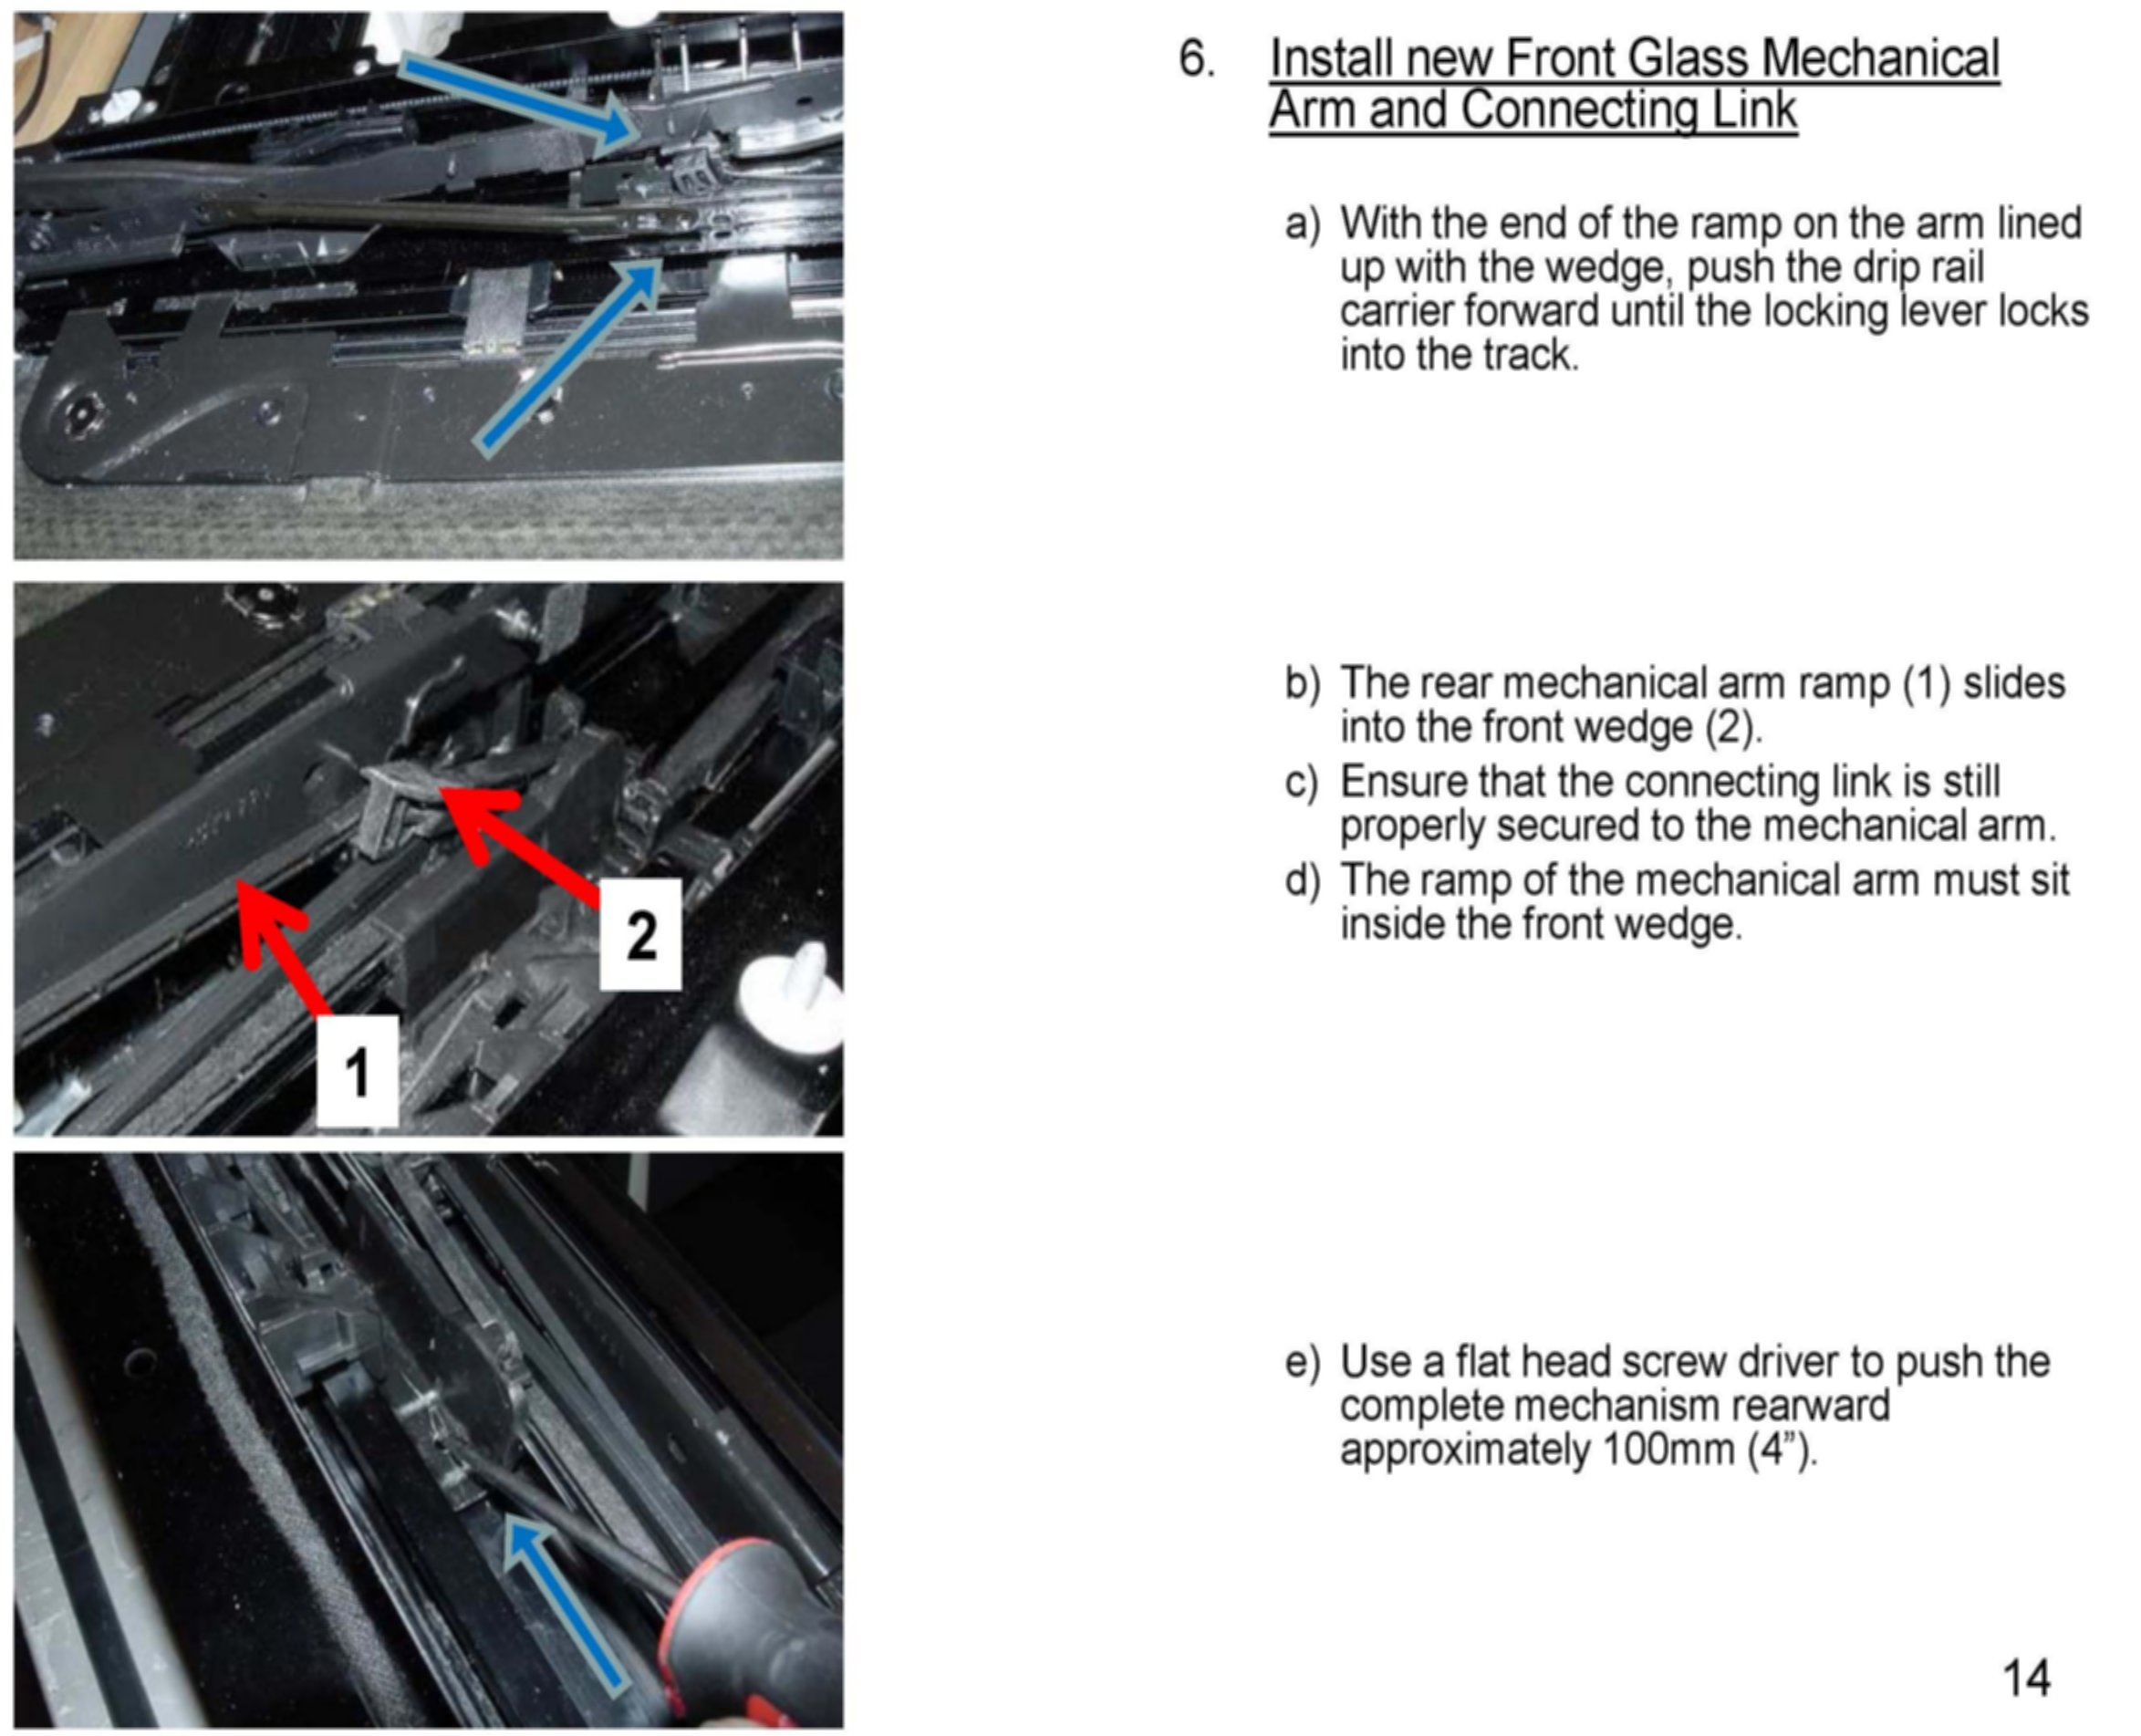 6. Install new Front Glass Mechanical
Arm and Connecting Link
a) With the end of the ramp on the arm lined
up with the wedge, push the drip rail
carrier forward until the locking lever locks
into the track.
2
1
b) The rear mechanical arm ramp (1) slides
into the front wedge (2).
c) Ensure that the connecting link is still
properly secured to the mechanical arm.
d) The ramp of the mechanical arm must sit
inside the front wedge.
e) Use a flat head screw driver to push the
complete mechanism rearward
approximately 100mm (4”).
14